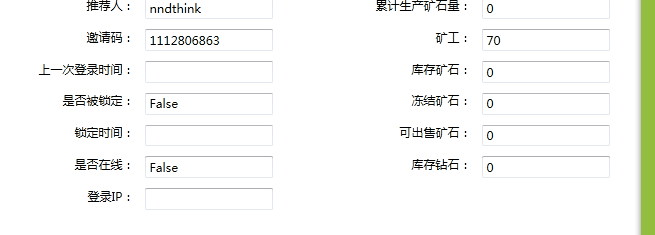 推荐人： nndthink 累计生产矿石量： 0
邀请码： 1112806863 矿工： 70
上一次登录时间： 库存矿石： 0
是否被锁定： False 冻结矿石： 0
锁定时间： 可出售矿石： 0
是否在线： False 库存钻石： 0
登录IP：